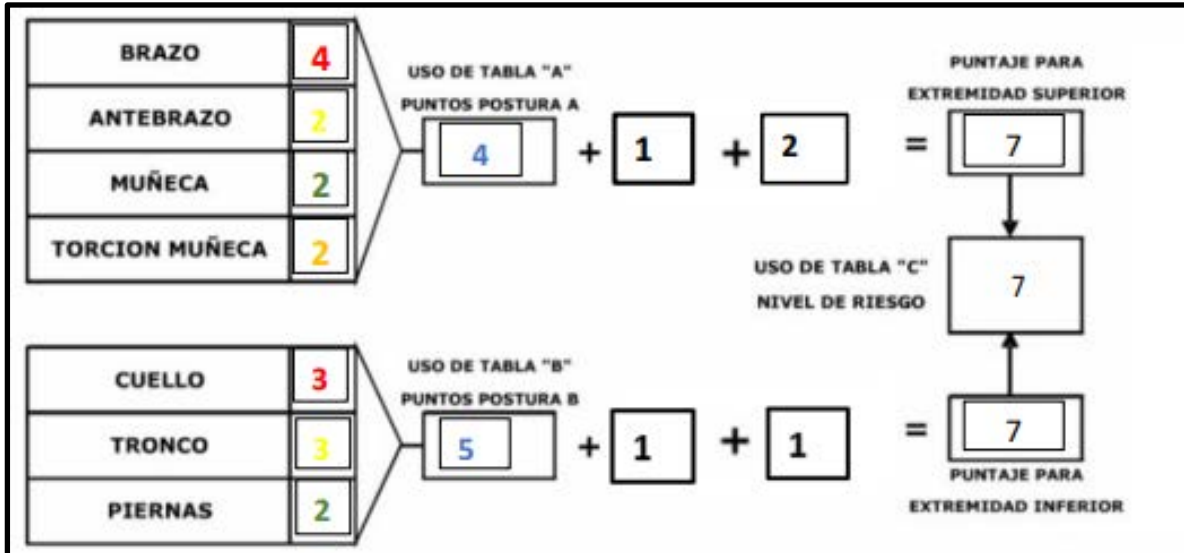 BRAZO 4
ANTEBRAZO 2
MUÑECA 2
TORCION MUÑECA 2
USO DE TABLA "A"
PUNTOS POSTURA A
4 + 1 + 2 =
PUNTAJE PARA
EXTREMIDAD SUPERIOR
7
USO DE TABLA "C"
NIVEL DE RIESGO
7
CUELLO 3
TRONCO 3
PIERNAS 2
USO DE TABLA "B"
PUNTOS POSTURA B
5 + 1 + 1 =
7
PUNTAJE PARA
EXTREMIDAD INFERIOR